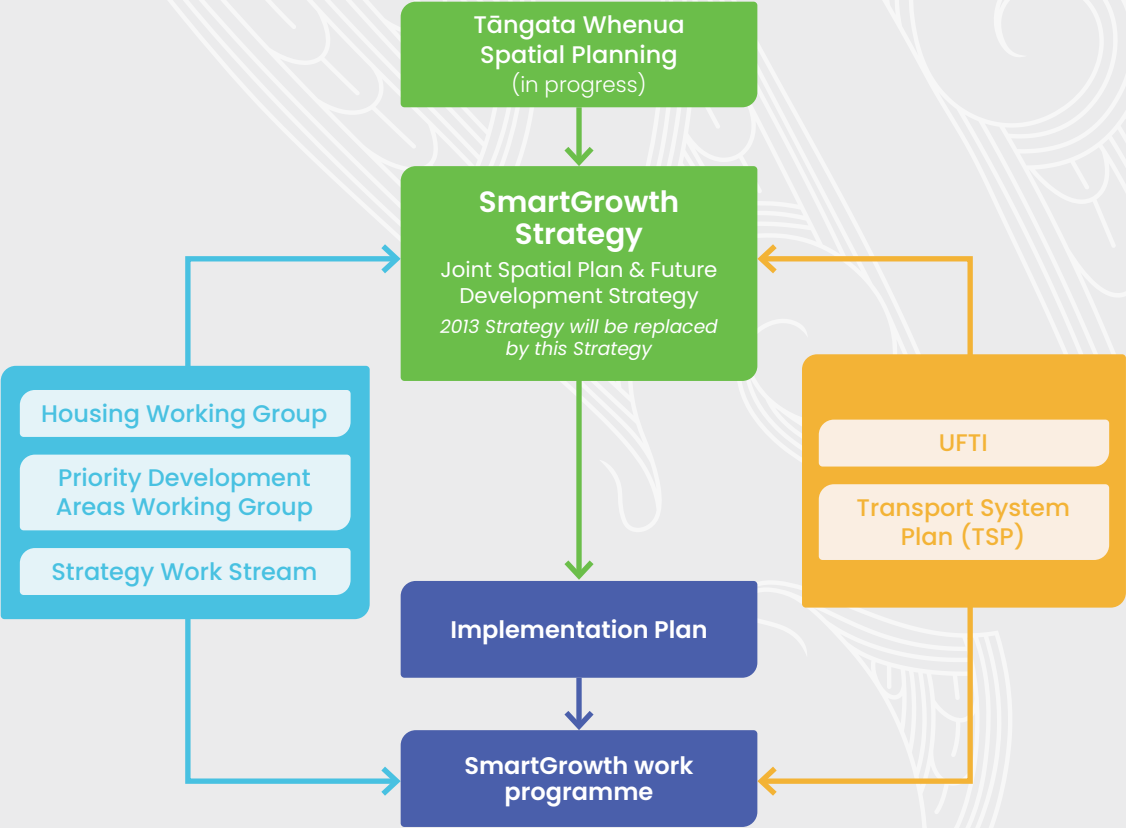 Tāngata Whenua
Spatial Planning
(in progress)
SmartGrowth
Strategy
Joint Spatial Plan & Future
Development Strategy
2013 Strategy will be replaced
by this Strategy
Housing Working Group
Priority Development
Areas Working Group
Strategy Work Stream
UFTI
Transport System
Plan (TSP)
Implementation Plan
SmartGrowth work
programme